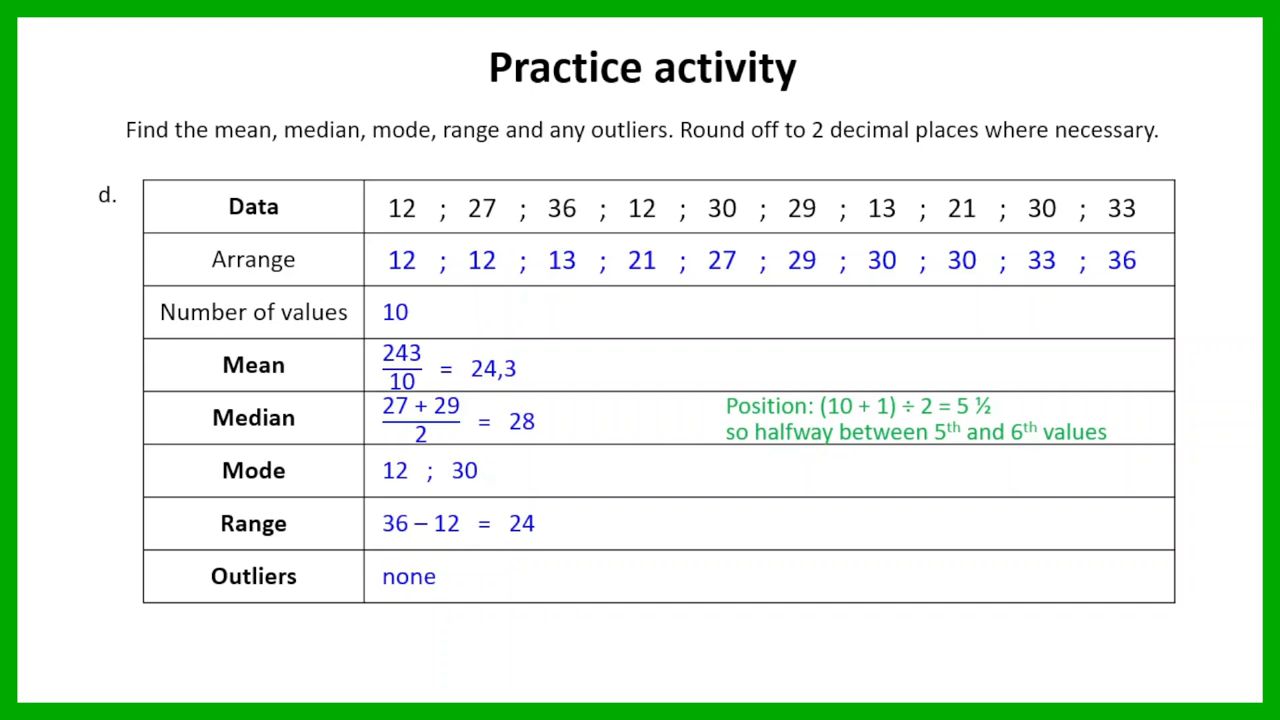 Practice activity
Find the mean, median, mode, range and any outliers. Round off to 2 decimal places where necessary.
d.
Data 12 ; 27 ; 36 ; 12 ; 30 ; 29 ; 13 ; 21 ; 30 ; 33
Arrange 12 ; 12 ; 13 ; 21 ; 27 ; 29 ; 30 ; 30 ; 33 ; 36
Number of values 10
Mean 243/10 = 24,3
Median 27 + 29/2 = 28
Position: (10 + 1) ÷ 2 = 5 ½
so halfway between 5th and 6th values
Mode 12 ; 30
Range 36 – 12 = 24
Outliers none